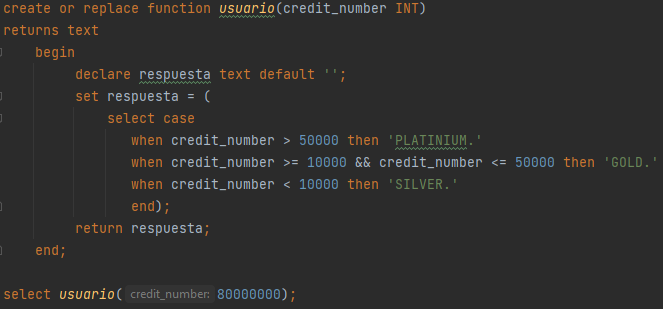 create or replace function usuario(credit_number INT)
returns text
begin
declare respuesta text default '';
set respuesta = (
select case
when credit_number > 50000 then 'PLATINIUM.'
when credit_number >= 10000 && credit_number <= 50000 then 'GOLD.'
when credit_number < 10000 then 'SILVER.'
end);
return respuesta;
end;
select usuario( credit_number: 80000000);